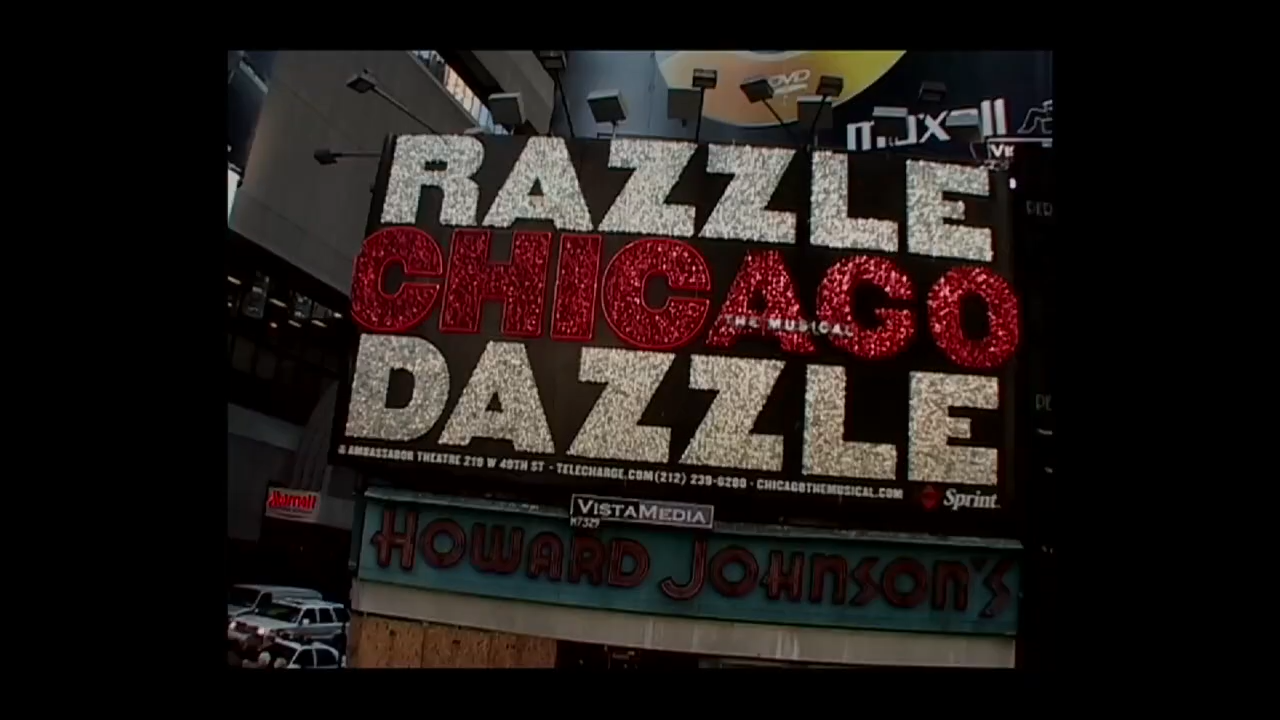 DVD
maxell
RAZZLE
CHICAGO
THE MUSICAL
DAZZLE
AMBASSADOR THEATRE 219 W 49TH ST · TELECHARGE.COM (212) 239-6200 · CHICAGOTHEMUSICAL.COM
Sprint
Marriott
VISTAMEDIA
HOWARD JOHNSON'S